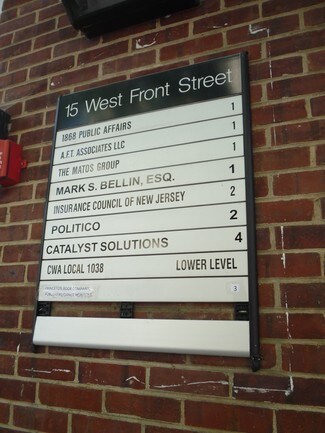 15 West Front Street
1868 PUBLIC AFFAIRS 1
A.F.T. ASSOCIATES LLC 1
THE MATOS GROUP 1
MARK S. BELLIN, ESQ. 1
INSURANCE COUNCIL OF NEW JERSEY 2
POLITICO 2
CATALYST SOLUTIONS 4
CWA LOCAL 1038 LOWER LEVEL
3